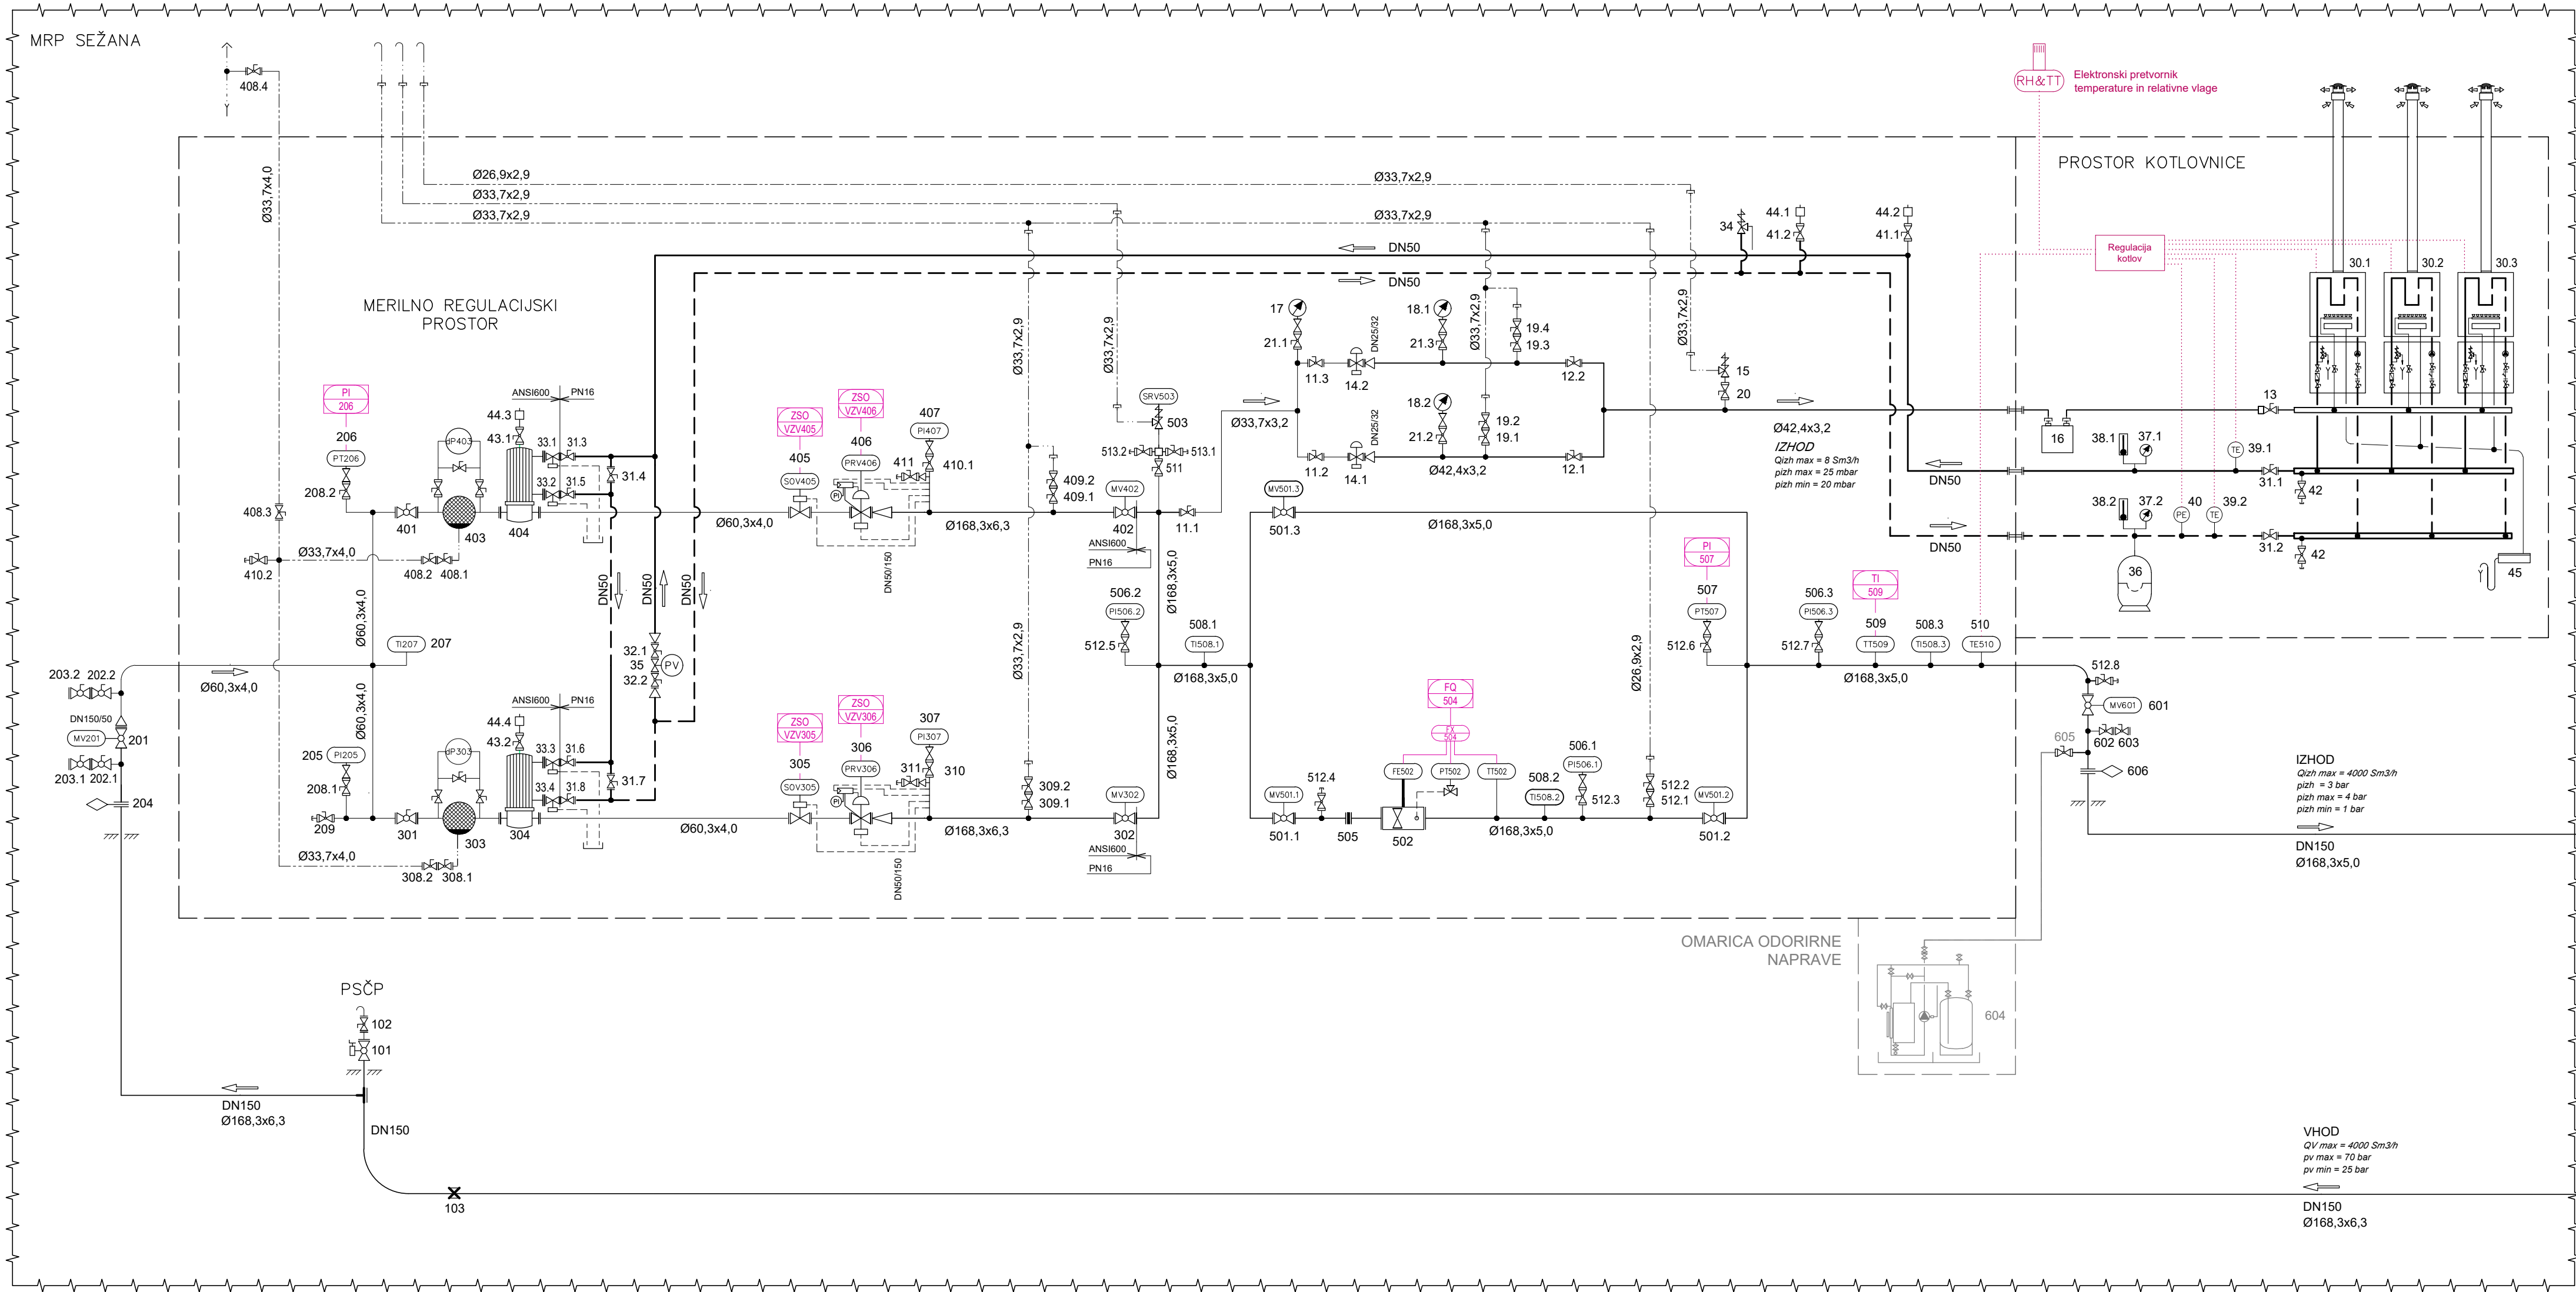 MRP SEŽANA
408.4
RH&TT
Elektronski pretvornik
temperature in relativne vlage
PROSTOR KOTLOVNICE
Ø33,7x4,0
Ø26,9x2,9
Ø33,7x2,9
Ø33,7x2,9
Ø33,7x2,9
Ø33,7x2,9
34
44.1
41.2
44.2
41.1
DN50
DN50
Regulacija
kotlov
30.1
30.2
30.3
MERILNO REGULACIJSKI
PROSTOR
Ø33,7x2,9
Ø33,7x2,9
Ø33,7x2,9
Ø33,7x2,9
17
21.1
11.3
14.2
DN25/32
18.1
21.3
19.4
19.3
12.2
15
20
PI
206
206
PT206
208.2
ANSI600
PN16
44.3
43.1
33.1
31.3
33.2
31.5
31.4
dP403
401
403
404
408.3
410.2
Ø33,7x4,0
408.2
408.1
Ø60,3x4,0
Ø60,3x4,0
ZSO
VZV405
405
SOV405
ZSO
VZV406
406
PRV406
PI
407
PI407
411
410.1
DN50/150
Ø168,3x6,3
409.2
409.1
MV402
402
ANSI600
PN16
SRV503
503
513.2
513.1
511
11.1
Ø33,7x3,2
18.2
21.2
11.2
14.1
DN25/32
Ø42,4x3,2
19.2
19.1
12.1
Ø42,4x3,2
IZHOD
Qizh max = 8 Sm3/h
pizh max = 25 mbar
pizh min = 20 mbar
16
13
38.1
37.1
TE
39.1
DN50
31.1
42
38.2
37.2
PE
40
TE
39.2
DN50
31.2
42
36
45
MV501.3
501.3
Ø168,3x5,0
Ø168,3x5,0
Ø168,3x5,0
DN50
DN50
DN50
32.1
35
PV
32.2
TI207
207
Ø60,3x4,0
Ø60,3x4,0
203.2
202.2
DN150/50
MV201
201
203.1
202.1
204
205
PI205
208.1
209
301
dP303
303
304
Ø33,7x4,0
308.2
308.1
ANSI600
PN16
44.4
43.2
33.3
31.6
33.4
31.8
31.7
Ø60,3x4,0
ZSO
VZV305
305
SOV305
ZSO
VZV306
306
PRV306
PI
307
PI307
311
310
DN50/150
Ø168,3x6,3
Ø33,7x2,9
309.2
309.1
MV302
302
ANSI600
PN16
506.2
PI506.2
512.5
508.1
TI508.1
Ø168,3x5,0
MV501.1
501.1
512.4
505
FQ
504
FX
504
FE502
PT502
TT502
502
508.2
TI508.2
Ø168,3x5,0
506.1
PI506.1
512.3
Ø26,9x2,9
512.2
512.1
MV501.2
501.2
PI
507
507
PT507
512.6
506.3
PI506.3
512.7
TI
509
509
TT509
508.3
TI508.3
510
TE510
Ø168,3x5,0
512.8
MV601
601
605
602
603
606
IZHOD
Qizh max = 4000 Sm3/h
pizh = 3 bar
pizh max = 4 bar
pizh min = 1 bar
DN150
Ø168,3x5,0
OMARICA ODORIRNE
NAPRAVE
604
PSČP
102
101
DN150
Ø168,3x6,3
DN150
103
VHOD
QV max = 4000 Sm3/h
pv max = 70 bar
pv min = 25 bar
DN150
Ø168,3x6,3